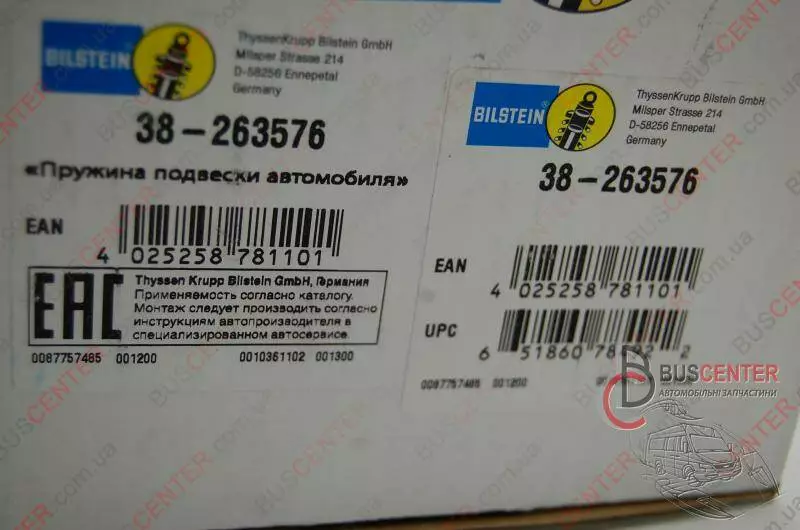 BILSTEIN
ThyssenKrupp Bilstein GmbH
Milsper Strasse 214
D-58256 Ennepetal
Germany
38-263576
«Пружина подвески автомобиля»
EAN
4 025258 781101
EAC
Thyssen Krupp Bilstein GmbH, Германия
Применяемость согласно каталогу.
Монтаж следует производить согласно
инструкциям автопроизводителя в
специализированном автосервисе.
0087757485 001200 0010361102 001300
BILSTEIN
ThyssenKrupp Bilstein GmbH
Milsper Strasse 214
D-58256 Ennepetal
Germany
38-263576
EAN
4 025258 781101
UPC
0087757485 001200
BUSCENTER
АВТОМОБІЛЬНІ ЗАПЧАСТИНИ